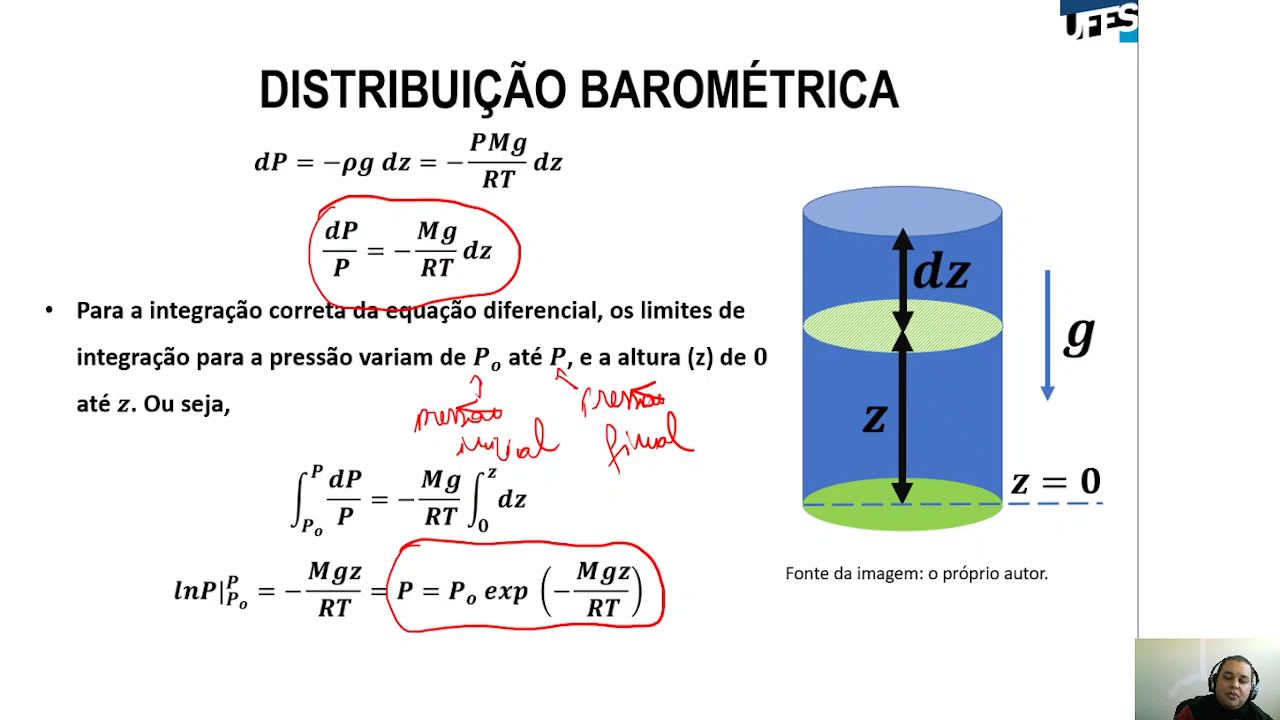 UFES
DISTRIBUIÇÃO BAROMÉTRICA
dP = −ρg dz = − PMg/RT dz
dP/P = − Mg/RT dz
• Para a integração correta da equação diferencial, os limites de
integração para a pressão variam de Pₒ até P, e a altura (z) de 0
até z. Ou seja,
pressão pressão
inicial final
∫_{Pₒ}^{P} dP/P = − Mg/RT ∫_{0}^{z} dz
lnP|_{Pₒ}^{P} = − Mgz/RT = P = Pₒ exp (− Mgz/RT)
dz
g
z
z = 0
Fonte da imagem: o próprio autor.